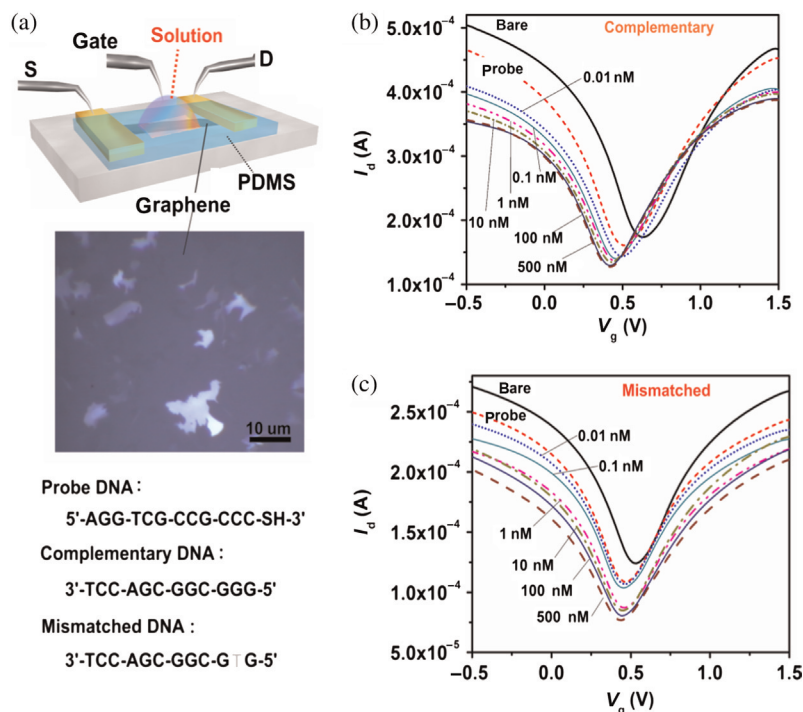 (a)
Solution
Gate
S
D
PDMS
Graphene
10 um
Probe DNA :
5'-AGG-TCG-CCG-CCC-SH-3'
Complementary DNA :
3'-TCC-AGC-GGC-GGG-5'
Mismatched DNA :
3'-TCC-AGC-GGC-GTG-5'
(b)
5.0x10⁻⁴
4.0x10⁻⁴
3.0x10⁻⁴
2.0x10⁻⁴
1.0x10⁻⁴
I_d (A)
Bare
Complementary
Probe
0.01 nM
0.1 nM
1 nM
10 nM
100 nM
500 nM
–0.5 0.0 0.5 1.0 1.5
V_g (V)
(c)
2.5x10⁻⁴
2.0x10⁻⁴
1.5x10⁻⁴
1.0x10⁻⁴
5.0x10⁻⁵
I_d (A)
Bare
Mismatched
Probe
0.01 nM
0.1 nM
1 nM
10 nM
100 nM
500 nM
–0.5 0.0 0.5 1.0 1.5
V_g (V)